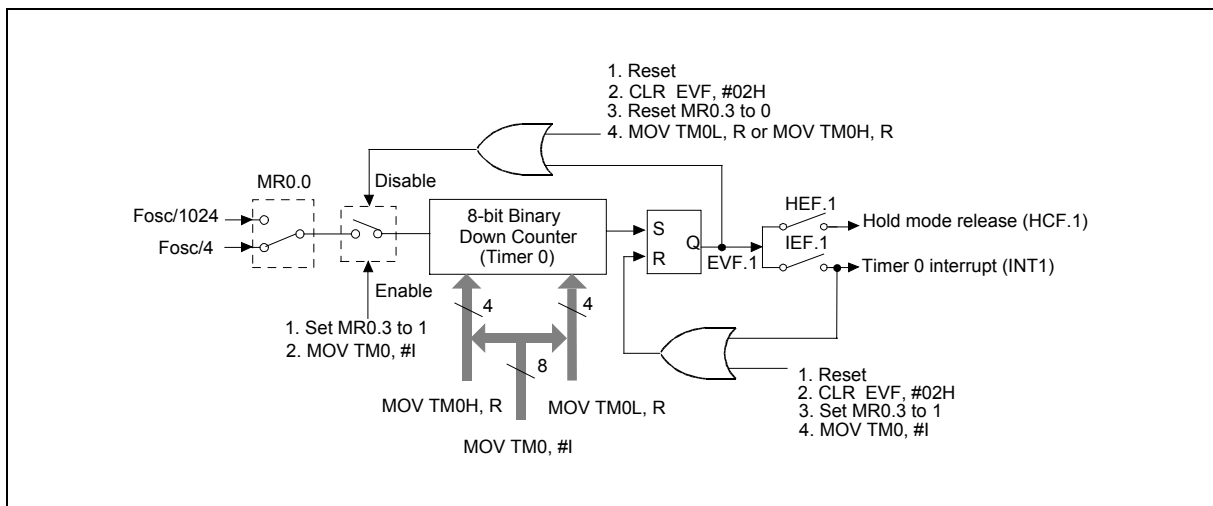 1. Reset
2. CLR EVF, #02H
3. Reset MR0.3 to 0
4. MOV TM0L, R or MOV TM0H, R
MR0.0
Disable
Fosc/1024
Fosc/4
8-bit Binary
Down Counter
(Timer 0)
S
Q
R
EVF.1
HEF.1
Hold mode release (HCF.1)
IEF.1
Timer 0 interrupt (INT1)
Enable
1. Set MR0.3 to 1
2. MOV TM0, #I
4
4
8
MOV TM0H, R
MOV TM0L, R
MOV TM0, #I
1. Reset
2. CLR EVF, #02H
3. Set MR0.3 to 1
4. MOV TM0, #I